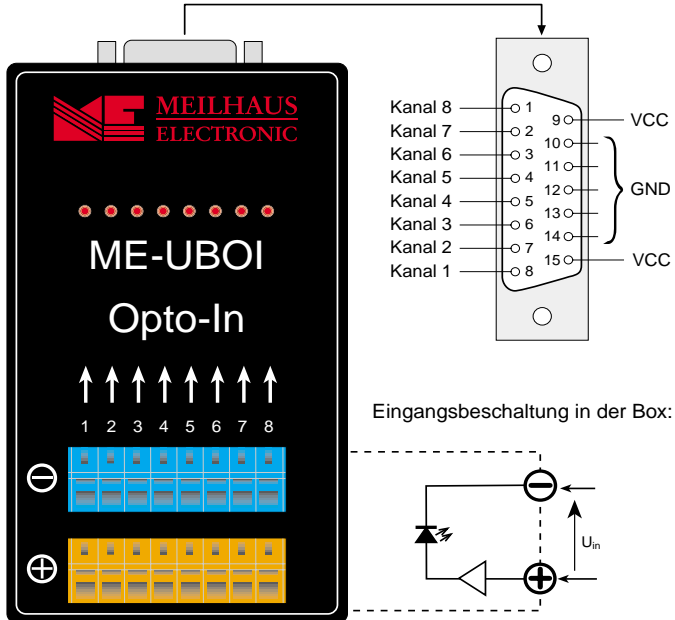 MEILHAUS
ELECTRONIC
ME-UBOI
Opto-In
1 2 3 4 5 6 7 8
Kanal 8 1
Kanal 7 2
Kanal 6 3
Kanal 5 4
Kanal 4 5
Kanal 3 6
Kanal 2 7
Kanal 1 8
9 VCC
10
11
12 GND
13
14
15 VCC
Eingangsbeschaltung in der Box:
Uin